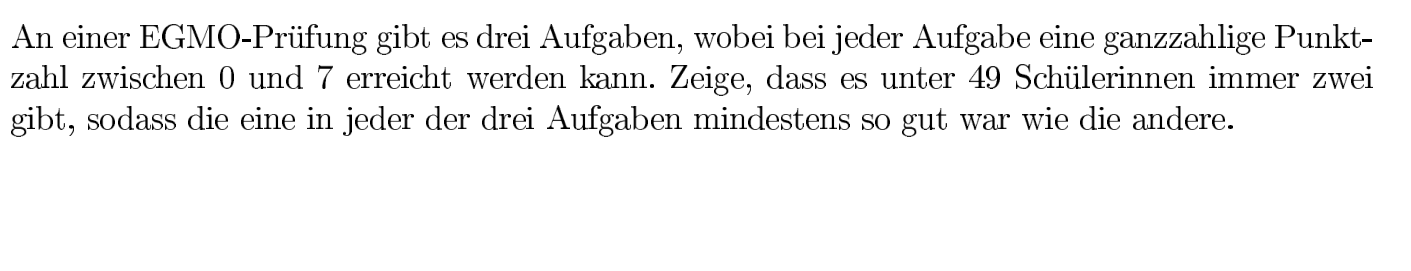 An einer EGMO-Prüfung gibt es drei Aufgaben, wobei bei jeder Aufgabe eine ganzzahlige Punkt-
zahl zwischen 0 und 7 erreicht werden kann. Zeige, dass es unter 49 Schülerinnen immer zwei
gibt, sodass die eine in jeder der drei Aufgaben mindestens so gut war wie die andere.